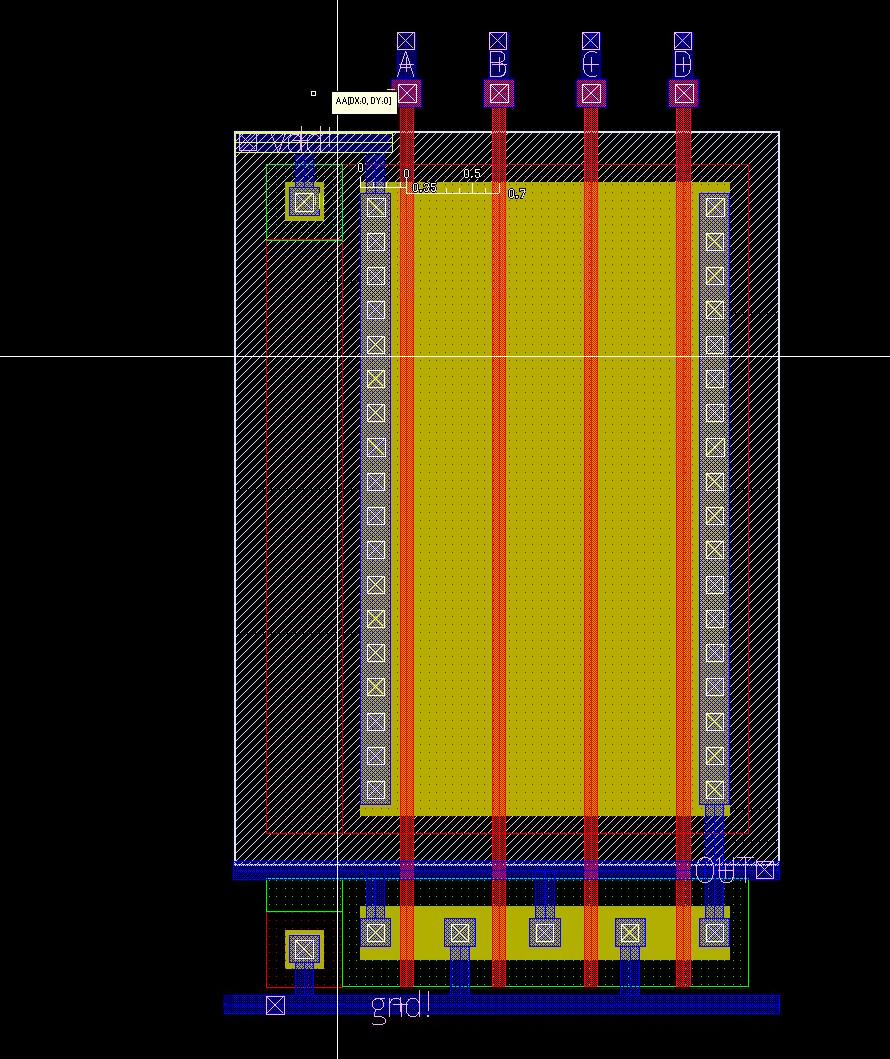 A B C D
AA[DX:0, DY:0]
vdd!
0 0 0.5
0.35 0.7
OUT
gnd!